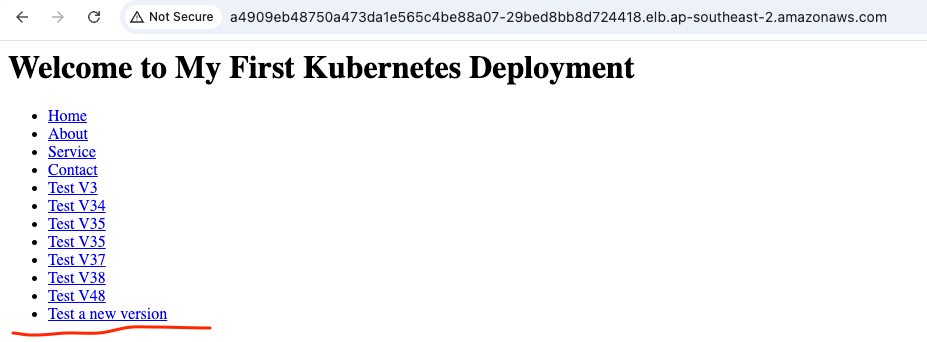 Not Secure a4909eb48750a473da1e565c4be88a07-29bed8bb8d724418.elb.ap-southeast-2.amazonaws.com
Welcome to My First Kubernetes Deployment
Home
About
Service
Contact
Test V3
Test V34
Test V35
Test V35
Test V37
Test V38
Test V48
Test a new version